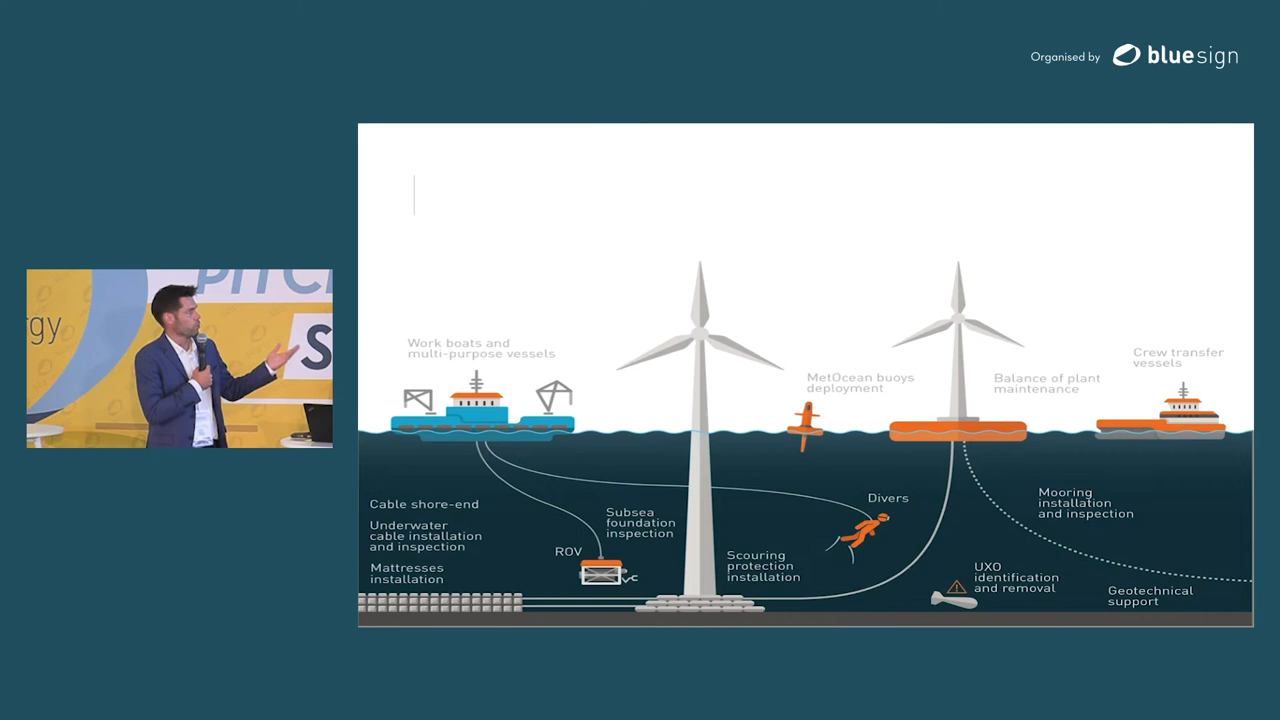 Organised by bluesign
PITC
gy
S
Work boats and
multi-purpose vessels
MetOcean buoys
deployment
Balance of plant
maintenance
Crew transfer
vessels
Cable shore-end
Underwater
cable installation
and inspection
Mattresses
installation
ROV
Subsea
foundation
inspection
Scouring
protection
installation
Divers
Mooring
installation
and inspection
UXO
identification
and removal
Geotechnical
support